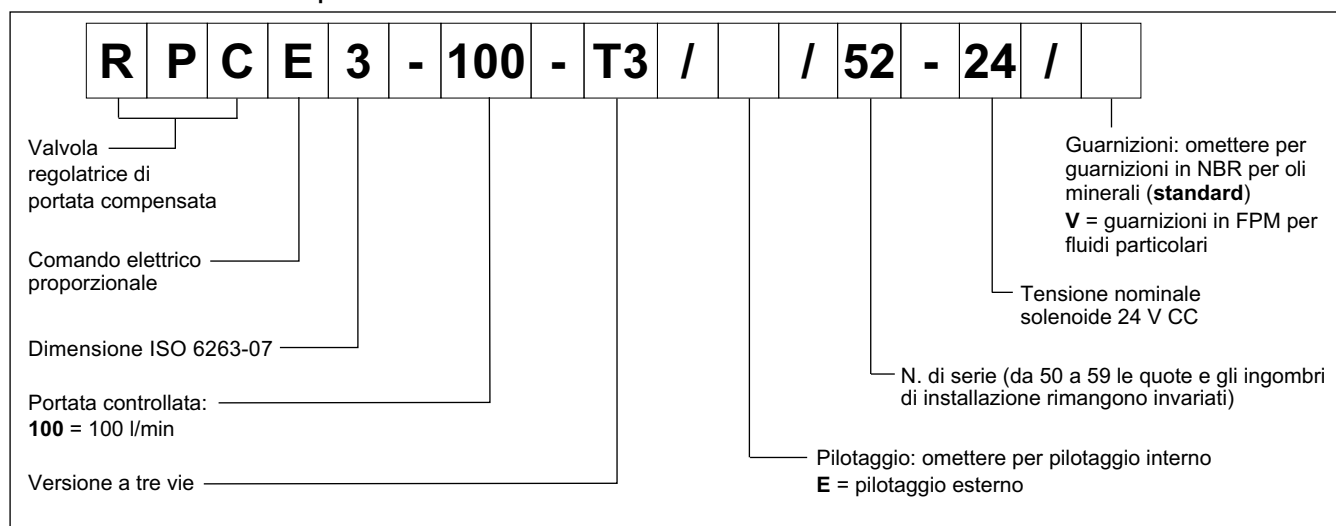 R P C E 3 - 100 - T3 / / 52 - 24 /
Valvola
regolatrice di
portata compensata
Comando elettrico
proporzionale
Dimensione ISO 6263-07
Portata controllata:
100 = 100 l/min
Versione a tre vie
Guarnizioni: omettere per
guarnizioni in NBR per oli
minerali (standard)
V = guarnizioni in FPM per
fluidi particolari
Tensione nominale
solenoide 24 V CC
N. di serie (da 50 a 59 le quote e gli ingombri
di installazione rimangono invariati)
Pilotaggio: omettere per pilotaggio interno
E = pilotaggio esterno